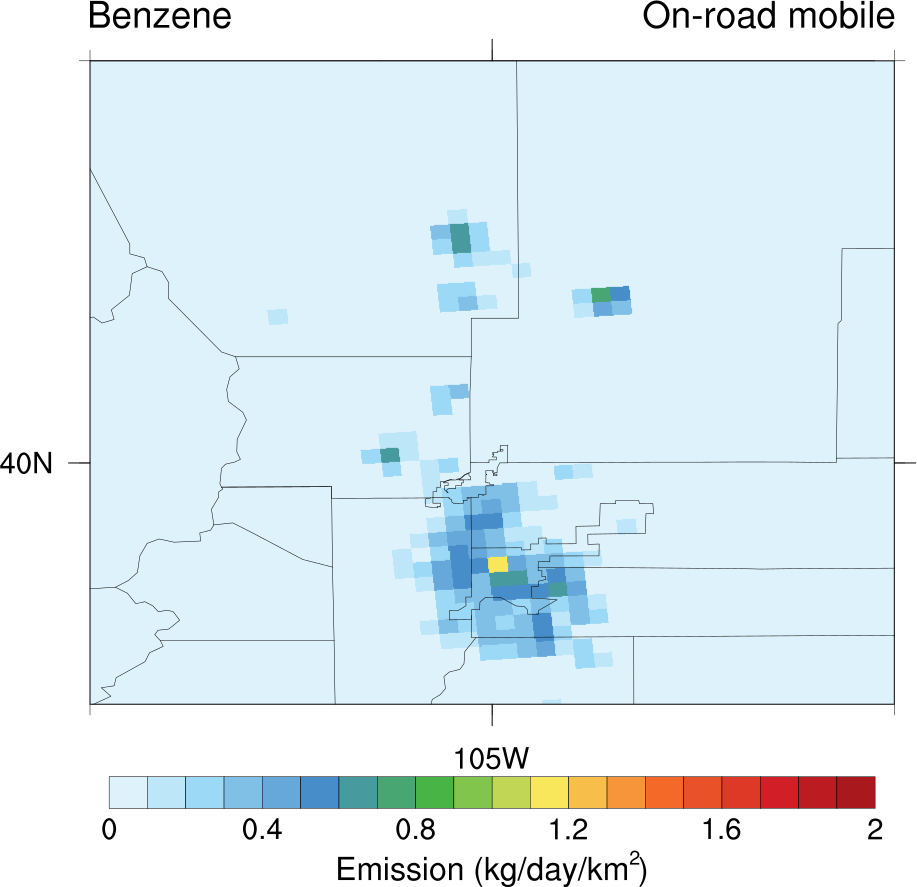 Benzene On-road mobile
40N
105W
0 0.4 0.8 1.2 1.6 2
Emission (kg/day/km²)